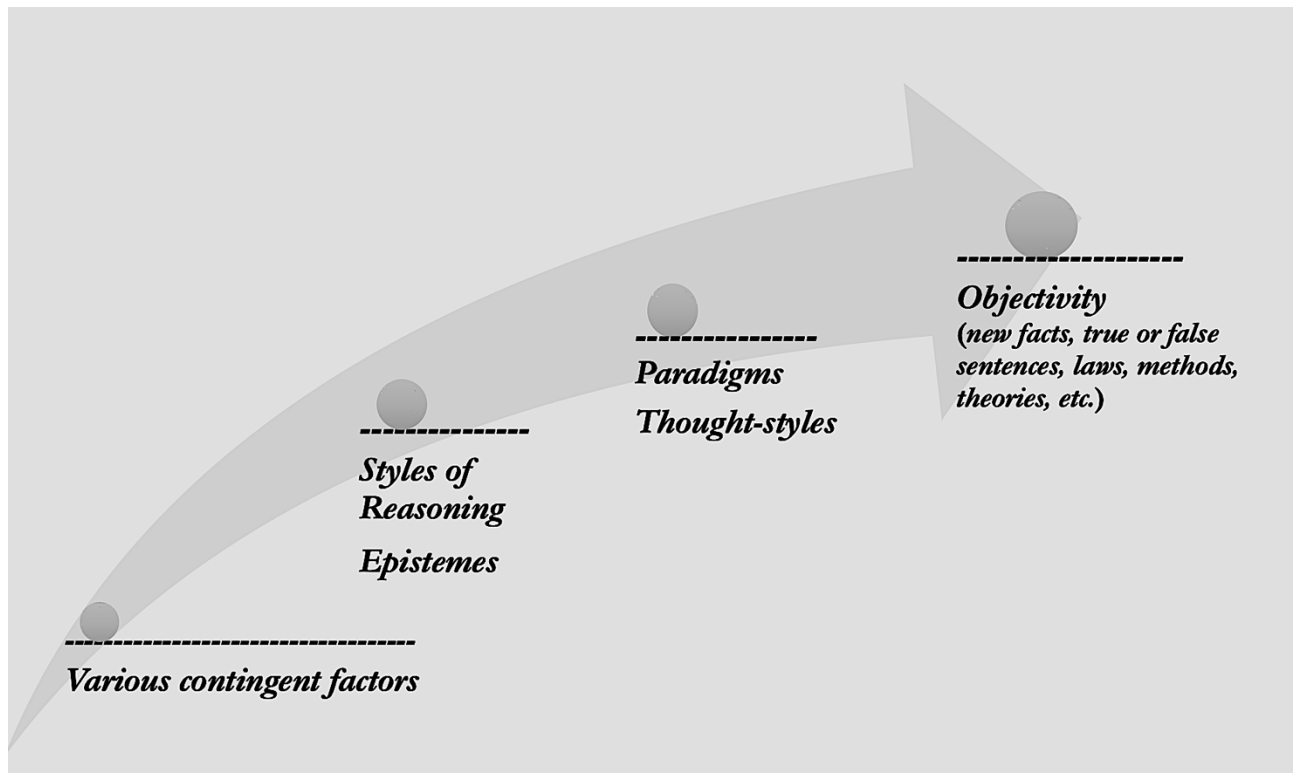 Objectivity
(new facts, true or false
sentences, laws, methods,
theories, etc.)
Paradigms
Thought-styles
Styles of
Reasoning
Epistemes
Various contingent factors